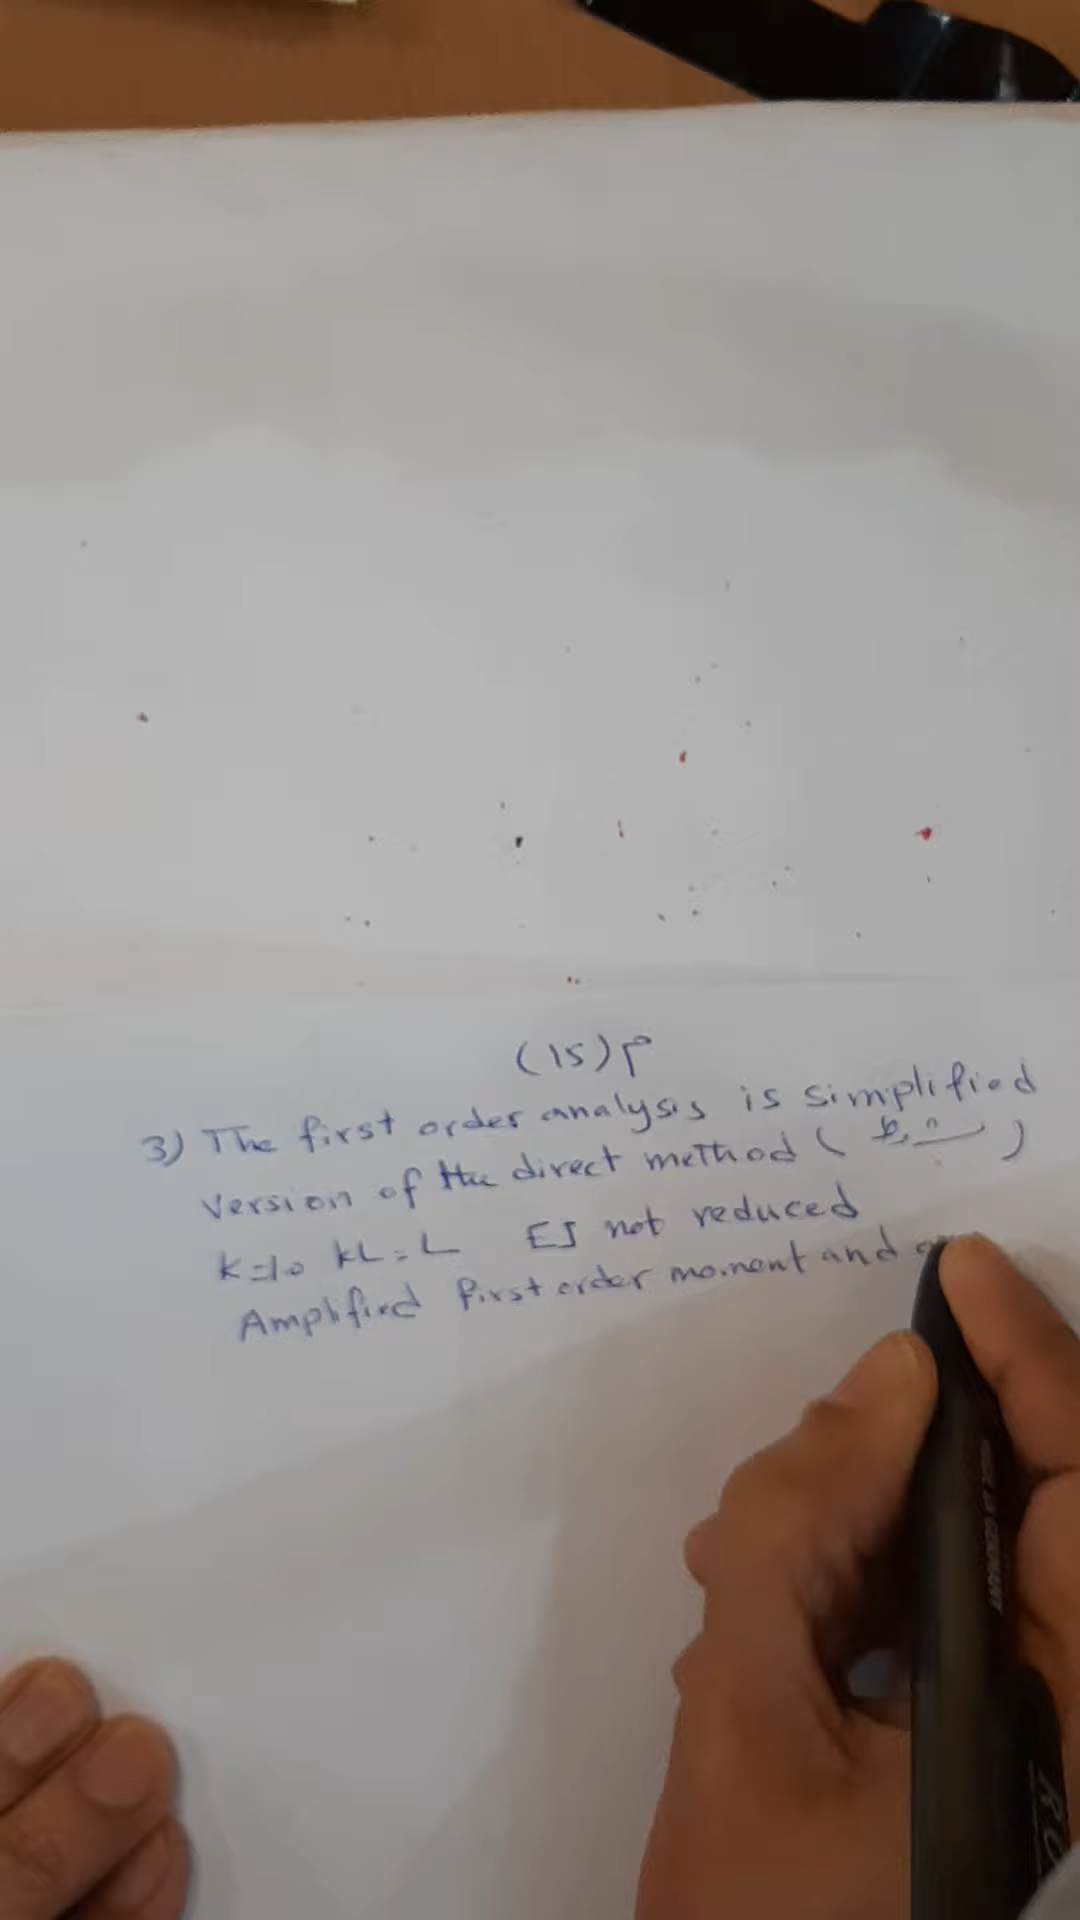 (15) م
3) The first order analysis is simplified
version of the direct method ( )
K=1.0 KL=L EI not reduced
Amplified first order moment and